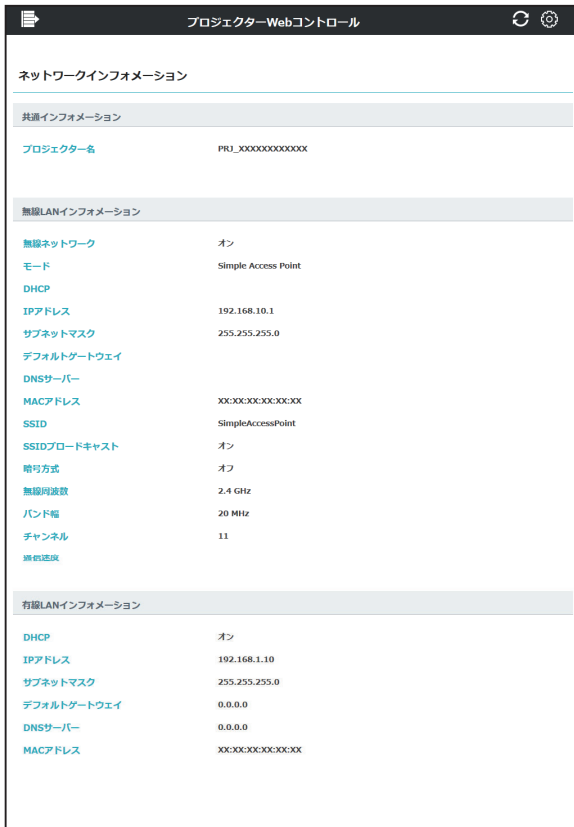 プロジェクターWebコントロール
ネットワークインフォメーション
共通インフォメーション
プロジェクター名 PRJ_XXXXXXXXXXXX
無線LANインフォメーション
無線ネットワーク オン
モード Simple Access Point
DHCP
IPアドレス 192.168.10.1
サブネットマスク 255.255.255.0
デフォルトゲートウェイ
DNSサーバー
MACアドレス XX:XX:XX:XX:XX:XX
SSID SimpleAccessPoint
SSIDブロードキャスト オン
暗号方式 オフ
無線周波数 2.4 GHz
バンド幅 20 MHz
チャンネル 11
通信速度
有線LANインフォメーション
DHCP オン
IPアドレス 192.168.1.10
サブネットマスク 255.255.255.0
デフォルトゲートウェイ 0.0.0.0
DNSサーバー 0.0.0.0
MACアドレス XX:XX:XX:XX:XX:XX